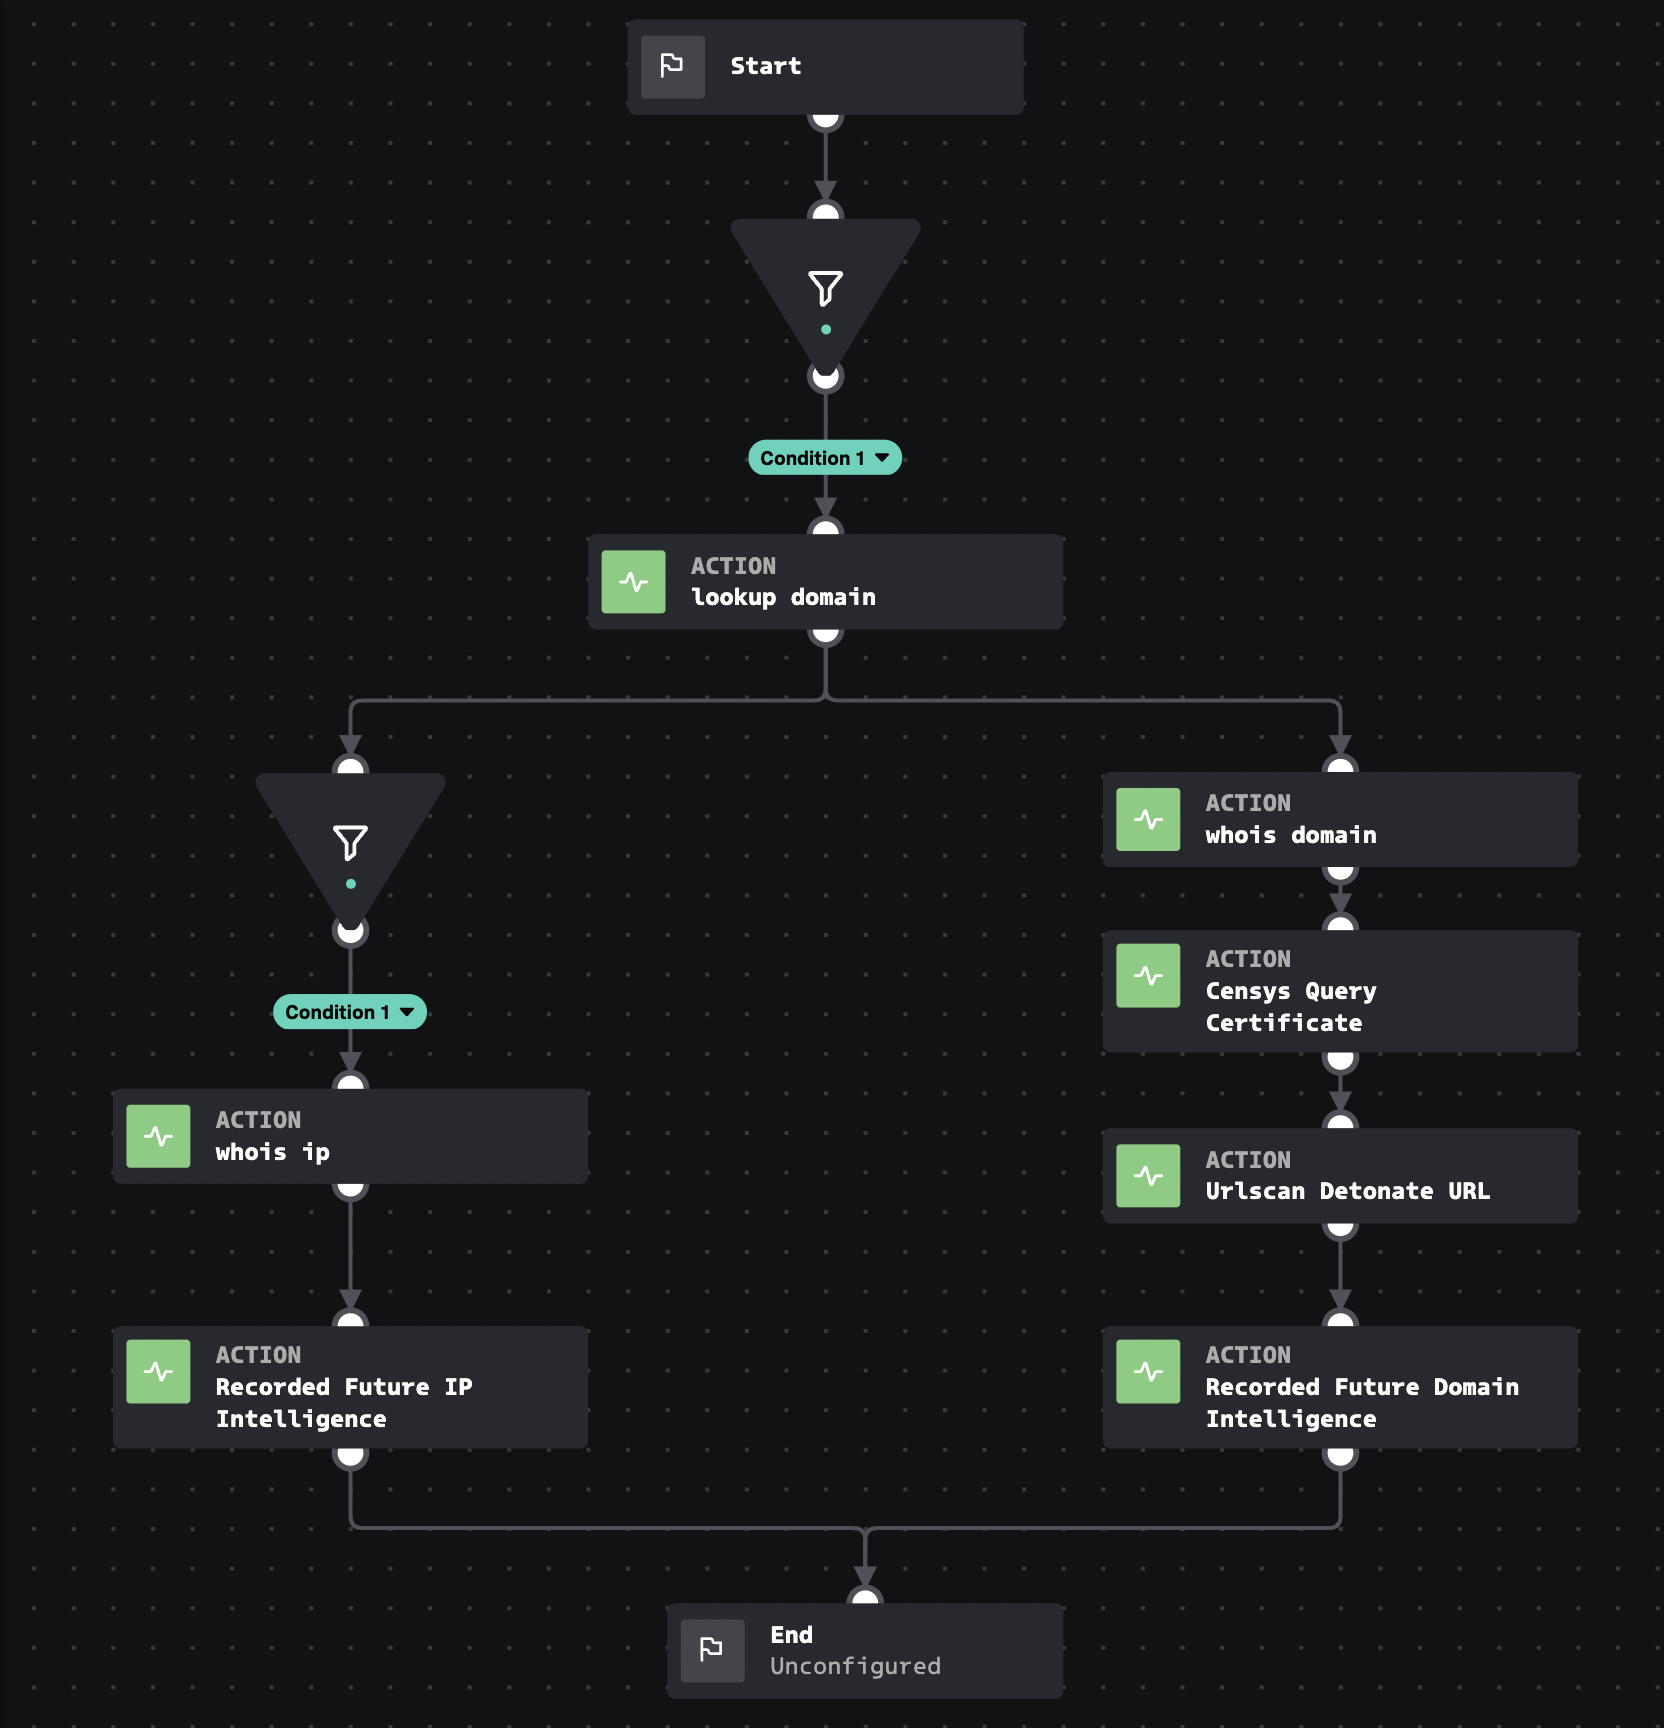 Start
Condition 1
ACTION
lookup domain
ACTION
whois domain
ACTION
Censys Query
Certificate
Condition 1
ACTION
whois ip
ACTION
Urlscan Detonate URL
ACTION
Recorded Future IP
Intelligence
ACTION
Recorded Future Domain
Intelligence
End
Unconfigured